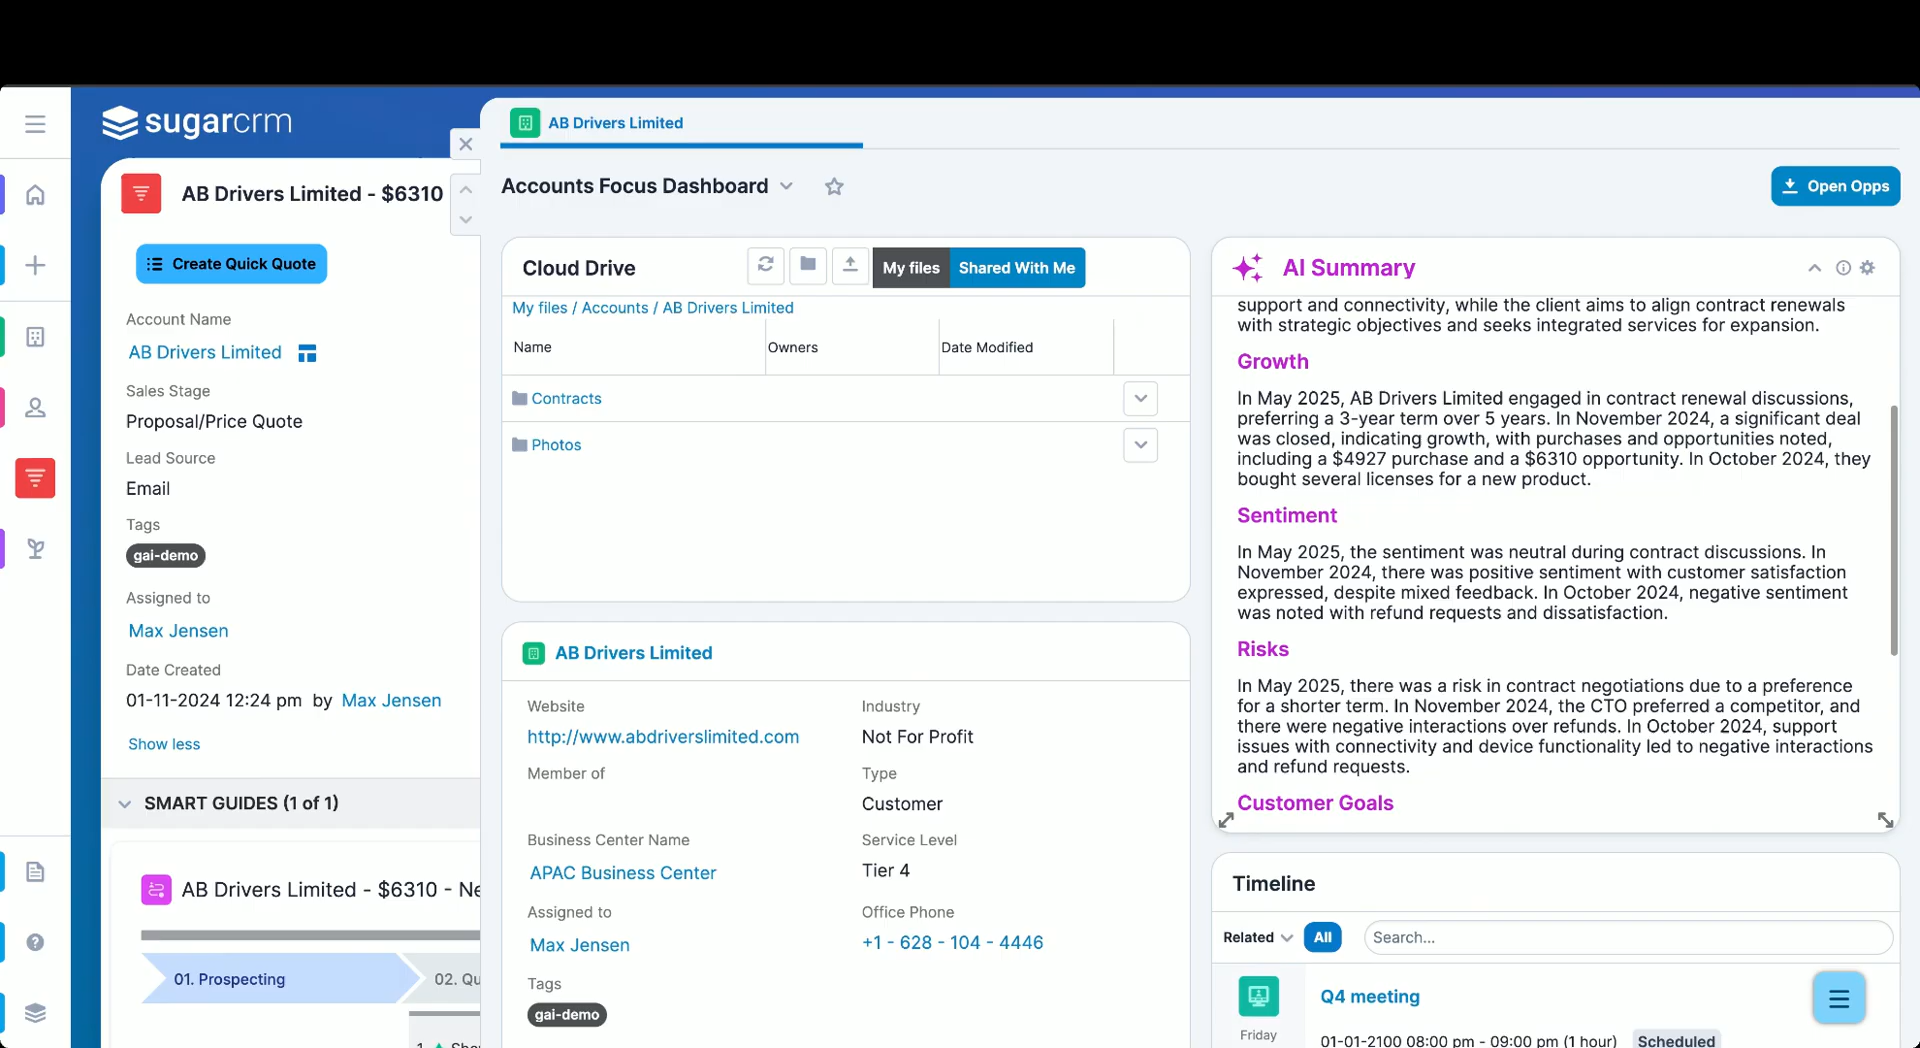 sugarcrm
AB Drivers Limited - $6310
Create Quick Quote
Account Name
AB Drivers Limited
Sales Stage
Proposal/Price Quote
Lead Source
Email
Tags
gai-demo
Assigned to
Max Jensen
Date Created
01-11-2024 12:24 pm by Max Jensen
Show less
SMART GUIDES (1 of 1)
AB Drivers Limited - $6310 - Ne
01. Prospecting
02. Qu
AB Drivers Limited
Accounts Focus Dashboard
Open Opps
Cloud Drive
My files
Shared With Me
My files / Accounts / AB Drivers Limited
Name
Owners
Date Modified
Contracts
Photos
AB Drivers Limited
Website
http://www.abdriverslimited.com
Industry
Not For Profit
Member of
Type
Customer
Business Center Name
APAC Business Center
Service Level
Tier 4
Assigned to
Max Jensen
Office Phone
+1 - 628 - 104 - 4446
Tags
gai-demo
AI Summary
support and connectivity, while the client aims to align contract renewals
with strategic objectives and seeks integrated services for expansion.
Growth
In May 2025, AB Drivers Limited engaged in contract renewal discussions,
preferring a 3-year term over 5 years. In November 2024, a significant deal
was closed, indicating growth, with purchases and opportunities noted,
including a $4927 purchase and a $6310 opportunity. In October 2024, they
bought several licenses for a new product.
Sentiment
In May 2025, the sentiment was neutral during contract discussions. In
November 2024, there was positive sentiment with customer satisfaction
expressed, despite mixed feedback. In October 2024, negative sentiment
was noted with refund requests and dissatisfaction.
Risks
In May 2025, there was a risk in contract negotiations due to a preference
for a shorter term. In November 2024, the CTO preferred a competitor, and
there were negative interactions over refunds. In October 2024, support
issues with connectivity and device functionality led to negative interactions
and refund requests.
Customer Goals
Timeline
Related
All
Search...
Q4 meeting
Friday
01-01-2100 08:00 pm - 09:00 pm (1 hour)
Scheduled